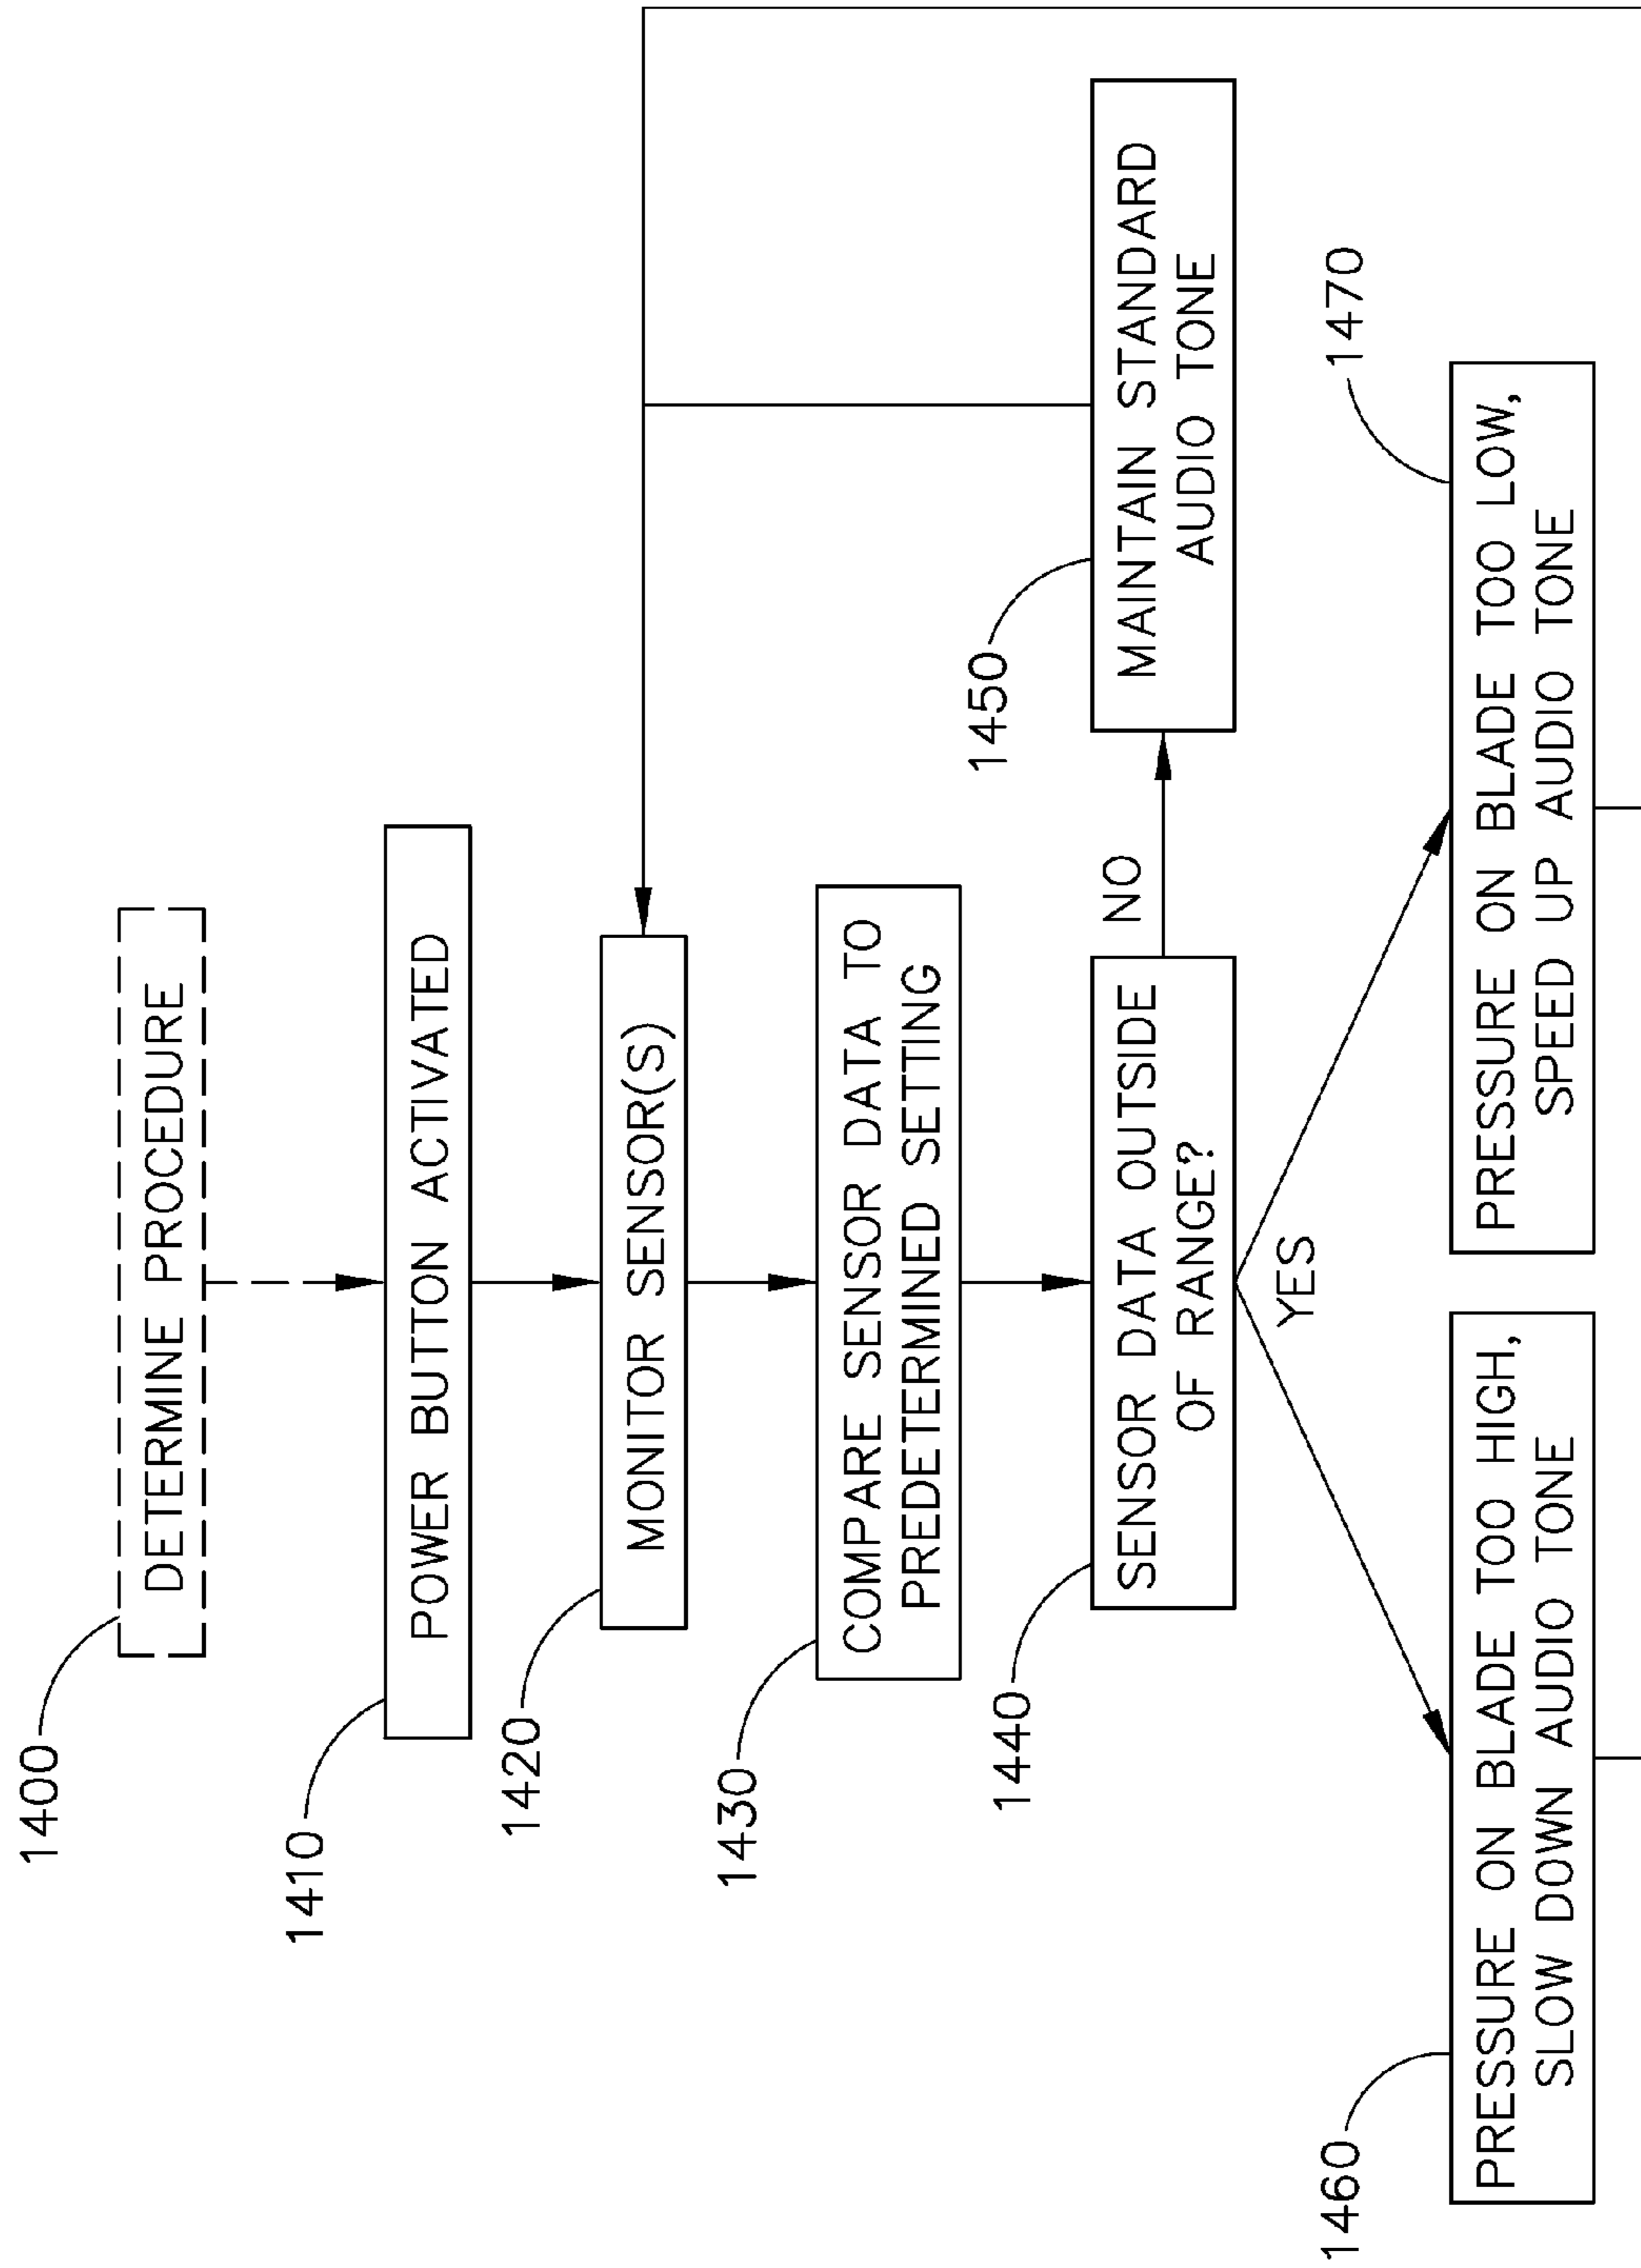 1400
DETERMINE PROCEDURE
1410
POWER BUTTON ACTIVATED
1420
MONITOR SENSOR(S)
1430
COMPARE SENSOR DATA TO
PREDETERMINED SETTING
1440
SENSOR DATA OUTSIDE
OF RANGE?
NO
1450
MAINTAIN STANDARD
AUDIO TONE
YES
1460
PRESSURE ON BLADE TOO HIGH,
SLOW DOWN AUDIO TONE
1470
PRESSURE ON BLADE TOO LOW,
SPEED UP AUDIO TONE